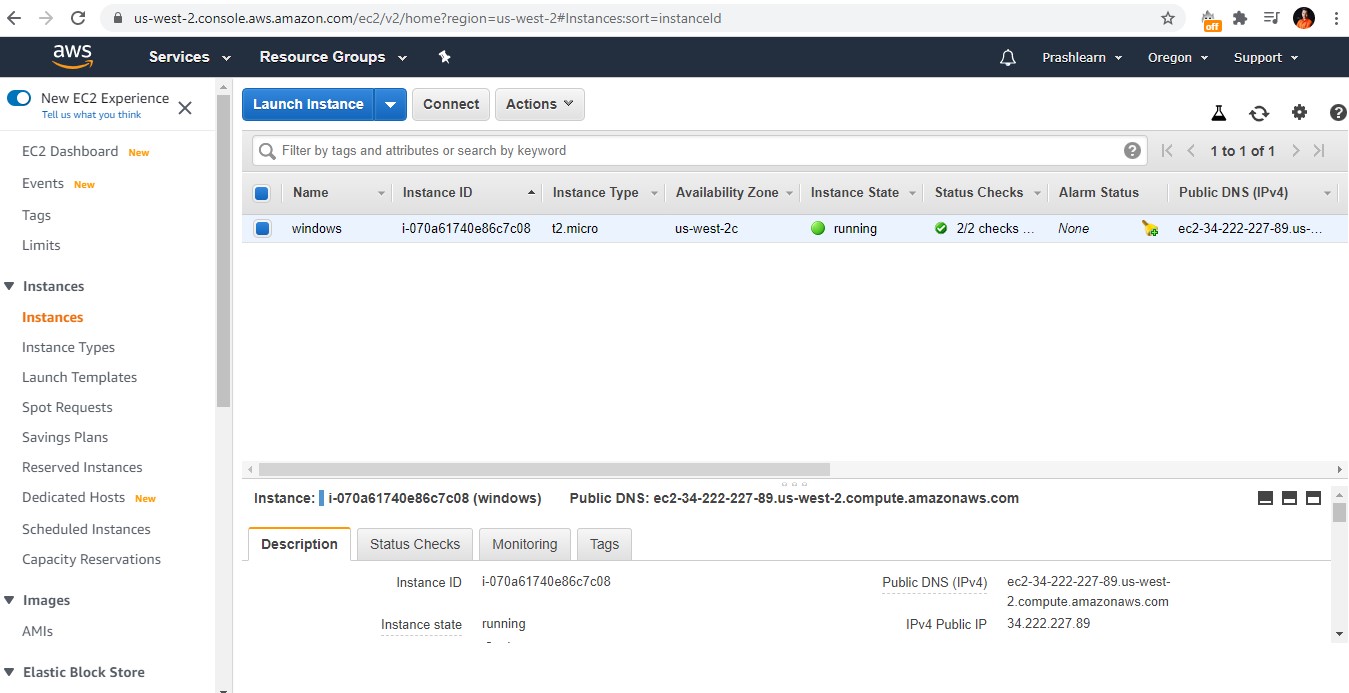 us-west-2.console.aws.amazon.com/ec2/v2/home?region=us-west-2#Instances:sort=instanceId
off
aws
Services
Resource Groups
Prashlearn
Oregon
Support
New EC2 Experience
Tell us what you think
EC2 Dashboard New
Events New
Tags
Limits
Instances
Instances
Instance Types
Launch Templates
Spot Requests
Savings Plans
Reserved Instances
Dedicated Hosts New
Scheduled Instances
Capacity Reservations
Images
AMIs
Elastic Block Store
Launch Instance
Connect
Actions
Filter by tags and attributes or search by keyword
1 to 1 of 1
Name Instance ID Instance Type Availability Zone Instance State Status Checks Alarm Status Public DNS (IPv4)
windows i-070a61740e86c7c08 t2.micro us-west-2c running 2/2 checks ... None ec2-34-222-227-89.us-...
Instance: i-070a61740e86c7c08 (windows) Public DNS: ec2-34-222-227-89.us-west-2.compute.amazonaws.com
Description Status Checks Monitoring Tags
Instance ID i-070a61740e86c7c08
Public DNS (IPv4) ec2-34-222-227-89.us-west-
2.compute.amazonaws.com
Instance state running
IPv4 Public IP 34.222.227.89